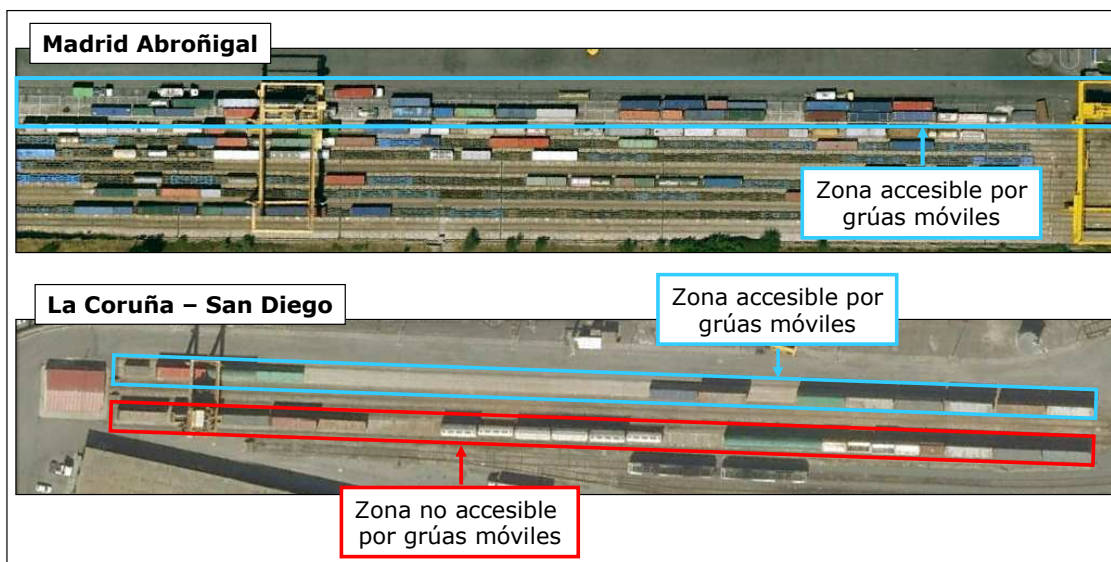 Madrid Abroñigal
Zona accesible por
grúas móviles
La Coruña – San Diego
Zona accesible por
grúas móviles
Zona no accesible
por grúas móviles